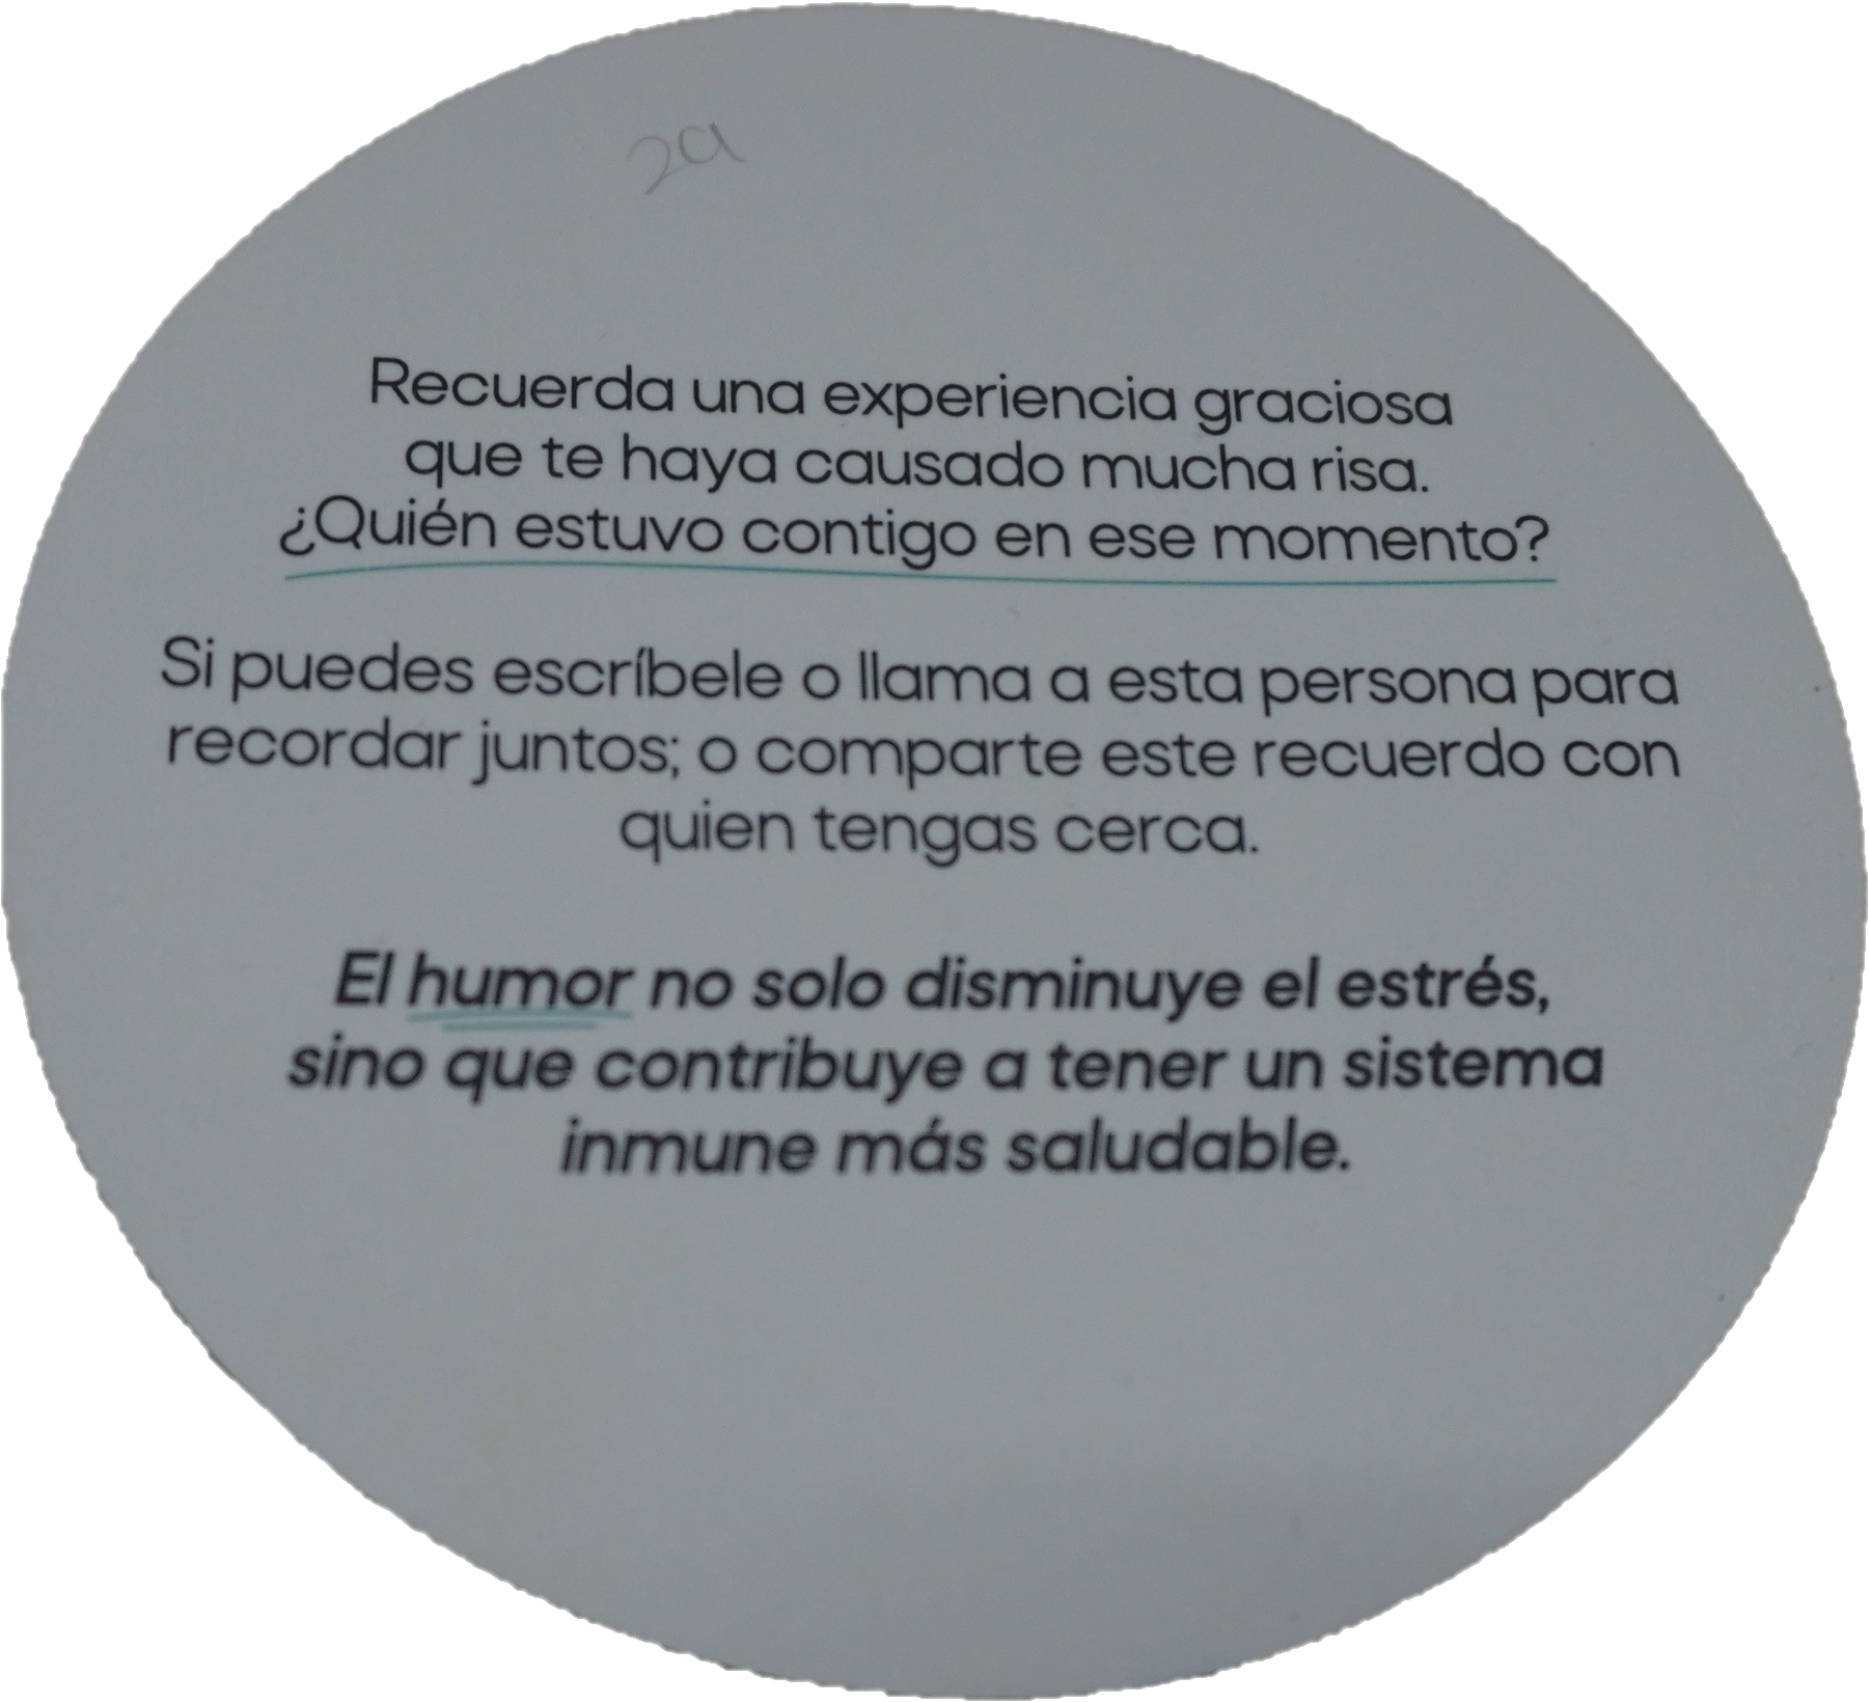 Recuerda una experiencia graciosa
que te haya causado mucha risa.
¿Quién estuvo contigo en ese momento?
Si puedes escríbele o llama a esta persona para
recordar juntos; o comparte este recuerdo con
quien tengas cerca.
El humor no solo disminuye el estrés,
sino que contribuye a tener un sistema
inmune más saludable.